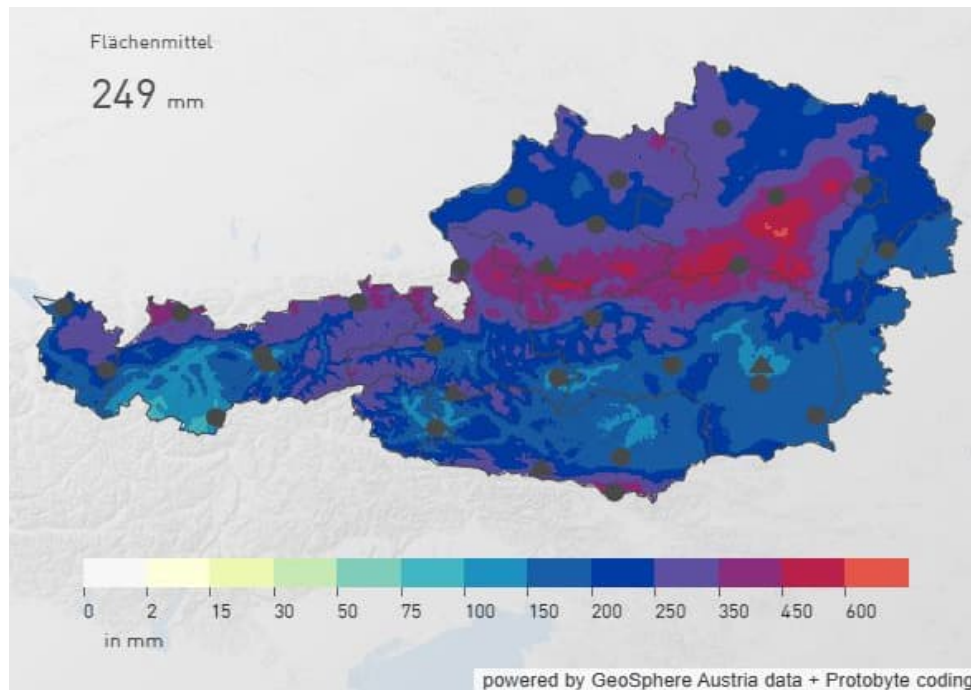 Flächenmittel
249 mm
0 2 15 30 50 75 100 150 200 250 350 450 600
in mm
powered by GeoSphere Austria data + Protobyte coding